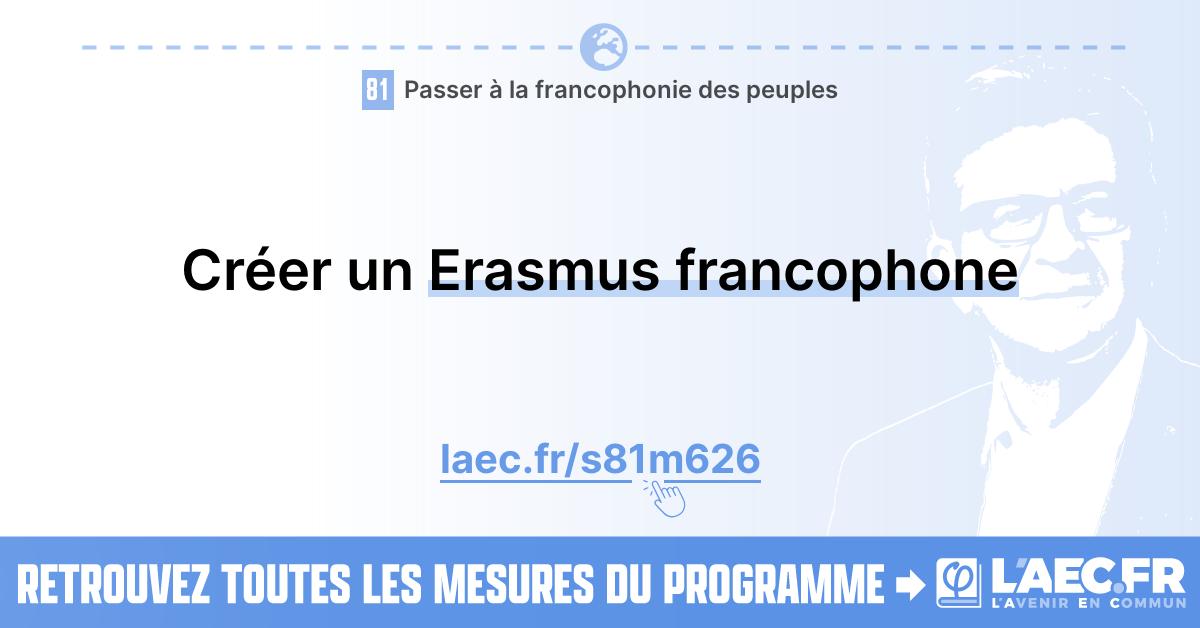 81 Passer à la francophonie des peuples
Créer un Erasmus francophone
laec.fr/s81m626
RETROUVEZ TOUTES LES MESURES DU PROGRAMME
L'AEC.FR
L'AVENIR EN COMMUN